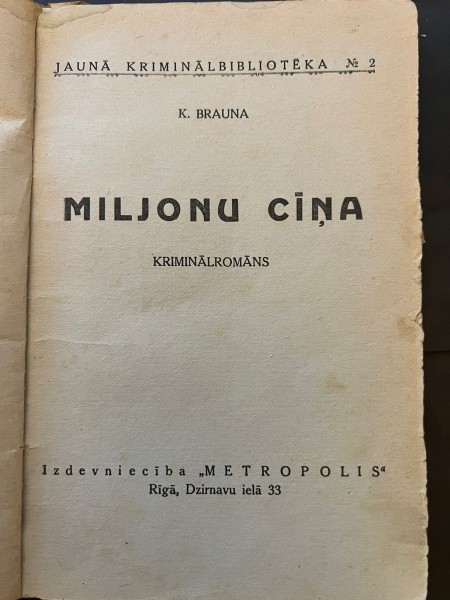 JAUNĀ KRIMINĀLBIBLIOTĒKA № 2
K. BRAUNA
MILJONU CĪŅA
KRIMINĀLROMĀNS
Izdevniecība „METROPOLIS“
Rīgā, Dzirnavu ielā 33